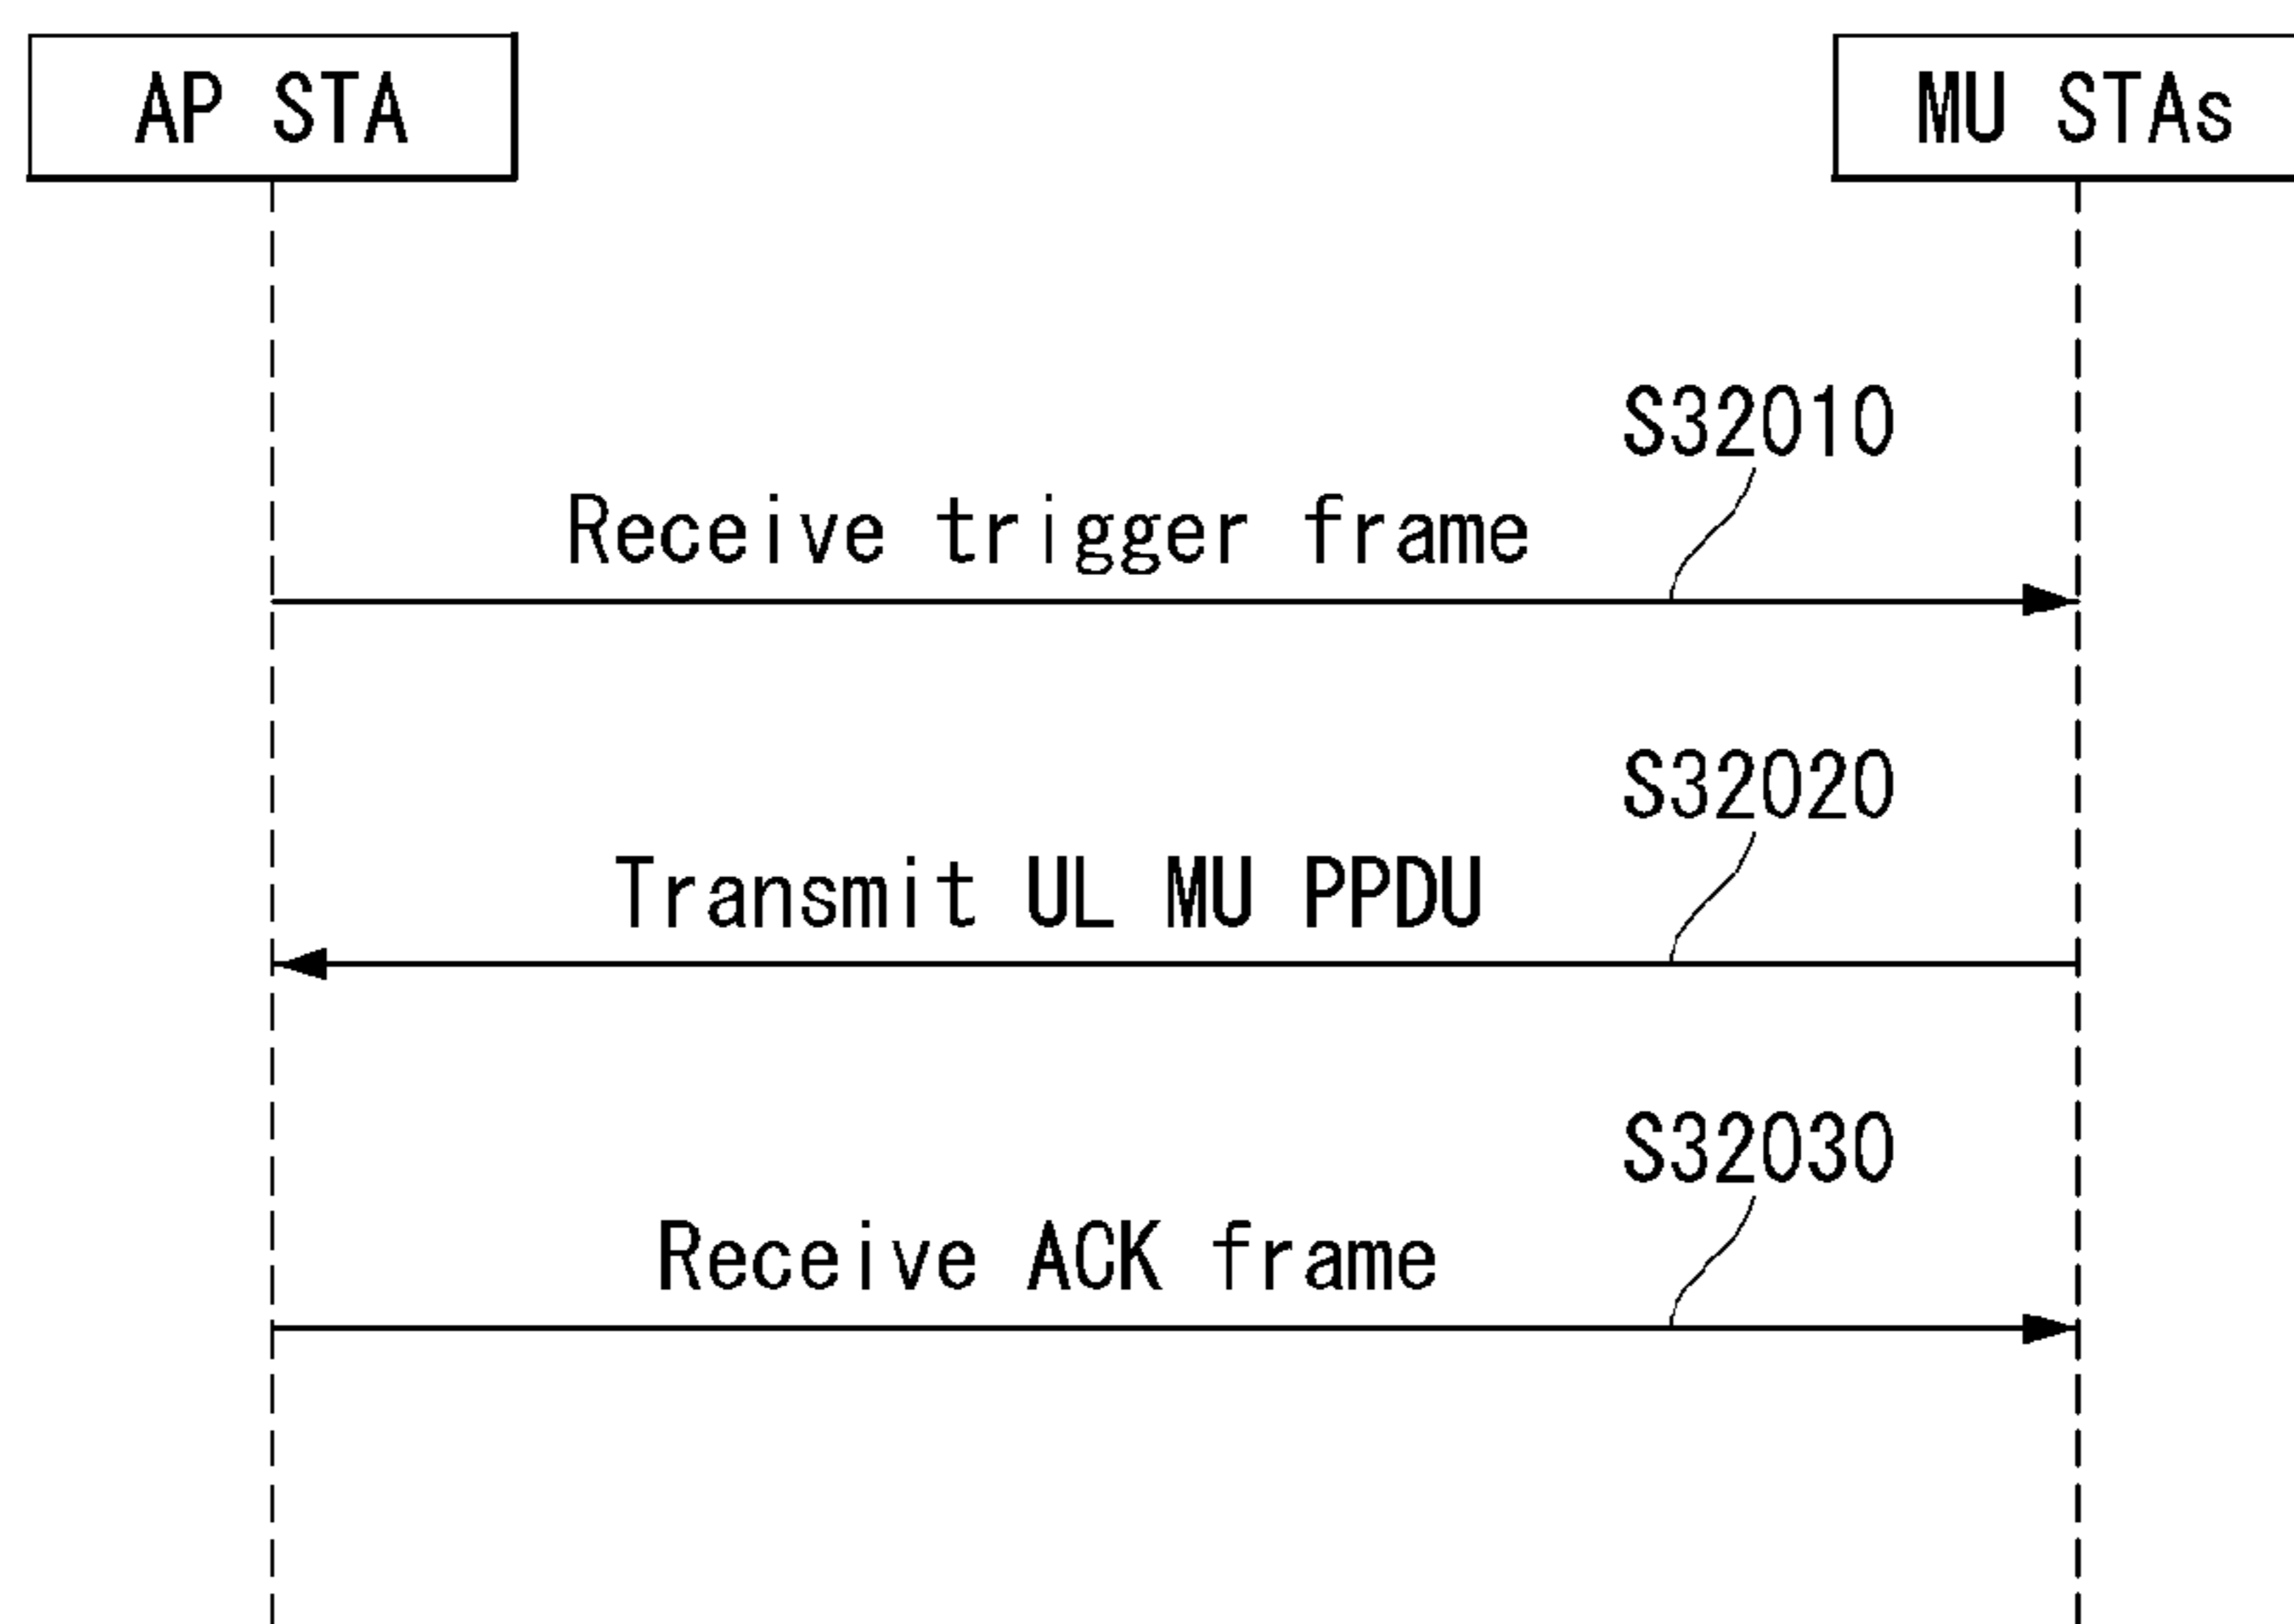 AP STA
MU STAs
S32010
Receive trigger frame
S32020
Transmit UL MU PPDU
S32030
Receive ACK frame